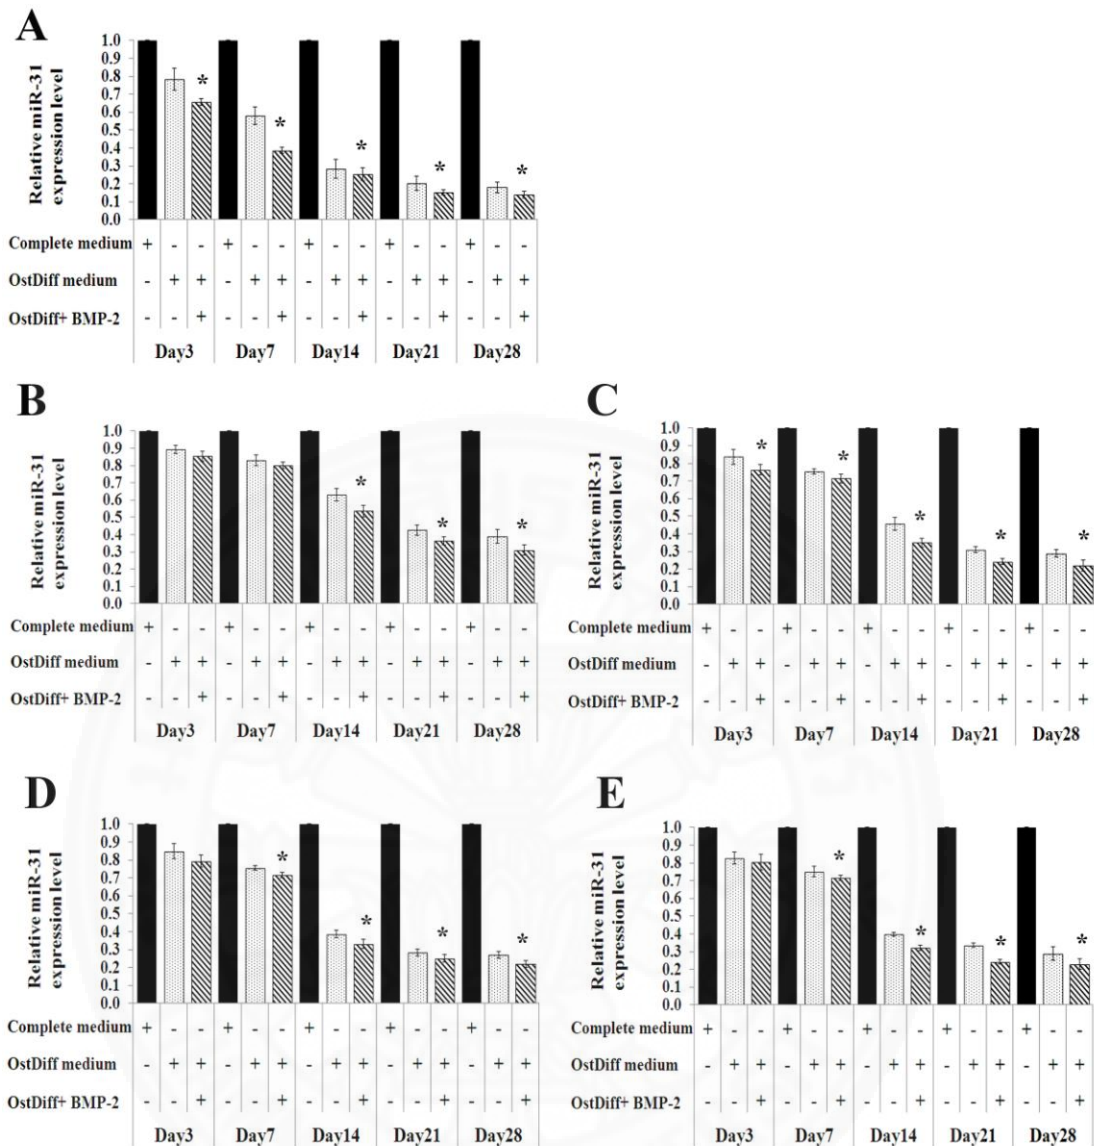 A
Relative miR-31
expression level
1.0
0.9
0.8
0.7
0.6
0.5
0.4
0.3
0.2
0.1
0.0
* * * * *
Complete medium + - - + - - + - - + - - + - -
OstDiff medium - + + - + + - + + - + + - + +
OstDiff+ BMP-2 - - + - - + - - + - - + - - +
Day3 Day7 Day14 Day21 Day28
B
Relative miR-31
expression level
1.0
0.9
0.8
0.7
0.6
0.5
0.4
0.3
0.2
0.1
0.0
* * *
Complete medium + - - + - - + - - + - - + - -
OstDiff medium - + + - + + - + + - + + - + +
OstDiff+ BMP-2 - - + - - + - - + - - + - - +
Day3 Day7 Day14 Day21 Day28
C
Relative miR-31
expression level
1.0
0.9
0.8
0.7
0.6
0.5
0.4
0.3
0.2
0.1
0.0
* * * * *
Complete medium + - - + - - + - - + - - + - -
OstDiff medium - + + - + + - + + - + + - + +
OstDiff+ BMP-2 - - + - - + - - + - - + - - +
Day3 Day7 Day14 Day21 Day28
D
Relative miR-31
expression level
1.0
0.9
0.8
0.7
0.6
0.5
0.4
0.3
0.2
0.1
0.0
* * * *
Complete medium + - - + - - + - - + - - + - -
OstDiff medium - + + - + + - + + - + + - + +
OstDiff+ BMP-2 - - + - - + - - + - - + - - +
Day3 Day7 Day14 Day21 Day28
E
Relative miR-31
expression level
1.0
0.9
0.8
0.7
0.6
0.5
0.4
0.3
0.2
0.1
0.0
* * * *
Complete medium + - - + - - + - - + - - + - -
OstDiff medium - + + - + + - + + - + + - + +
OstDiff+ BMP-2 - - + - - + - - + - - + - - +
Day3 Day7 Day14 Day21 Day28